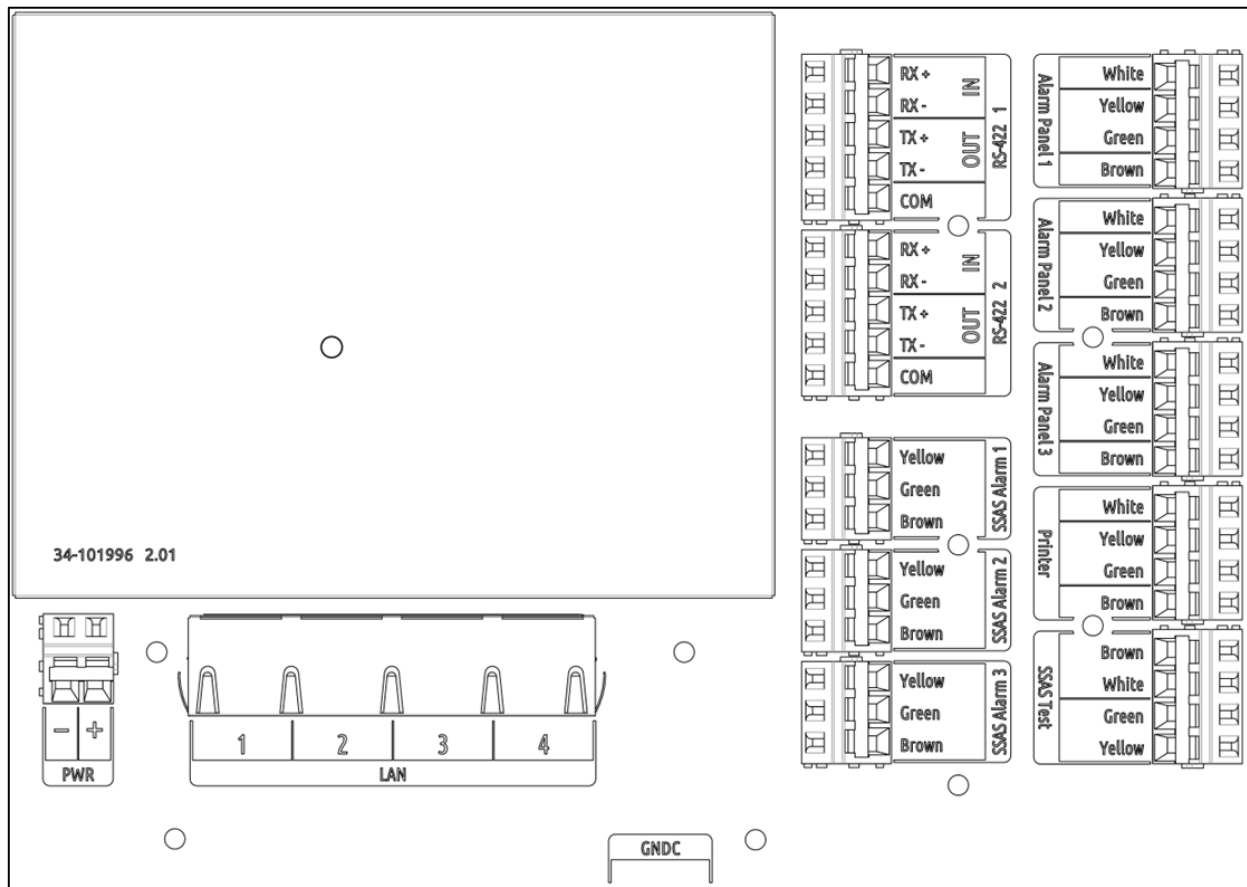 34-101996 2.01
- +
PWR
1 2 3 4
LAN
GNDC
RX +
RX -
IN
TX +
TX -
OUT
COM
RS-422 1
RX +
RX -
IN
TX +
TX -
OUT
COM
RS-422 2
Yellow
Green
Brown
SSAS Alarm 1
Yellow
Green
Brown
SSAS Alarm 2
Yellow
Green
Brown
SSAS Alarm 3
Alarm Panel 1
White
Yellow
Green
Brown
Alarm Panel 2
White
Yellow
Green
Brown
Alarm Panel 3
White
Yellow
Green
Brown
Printer
White
Yellow
Green
Brown
SSAS Test
Brown
White
Green
Yellow